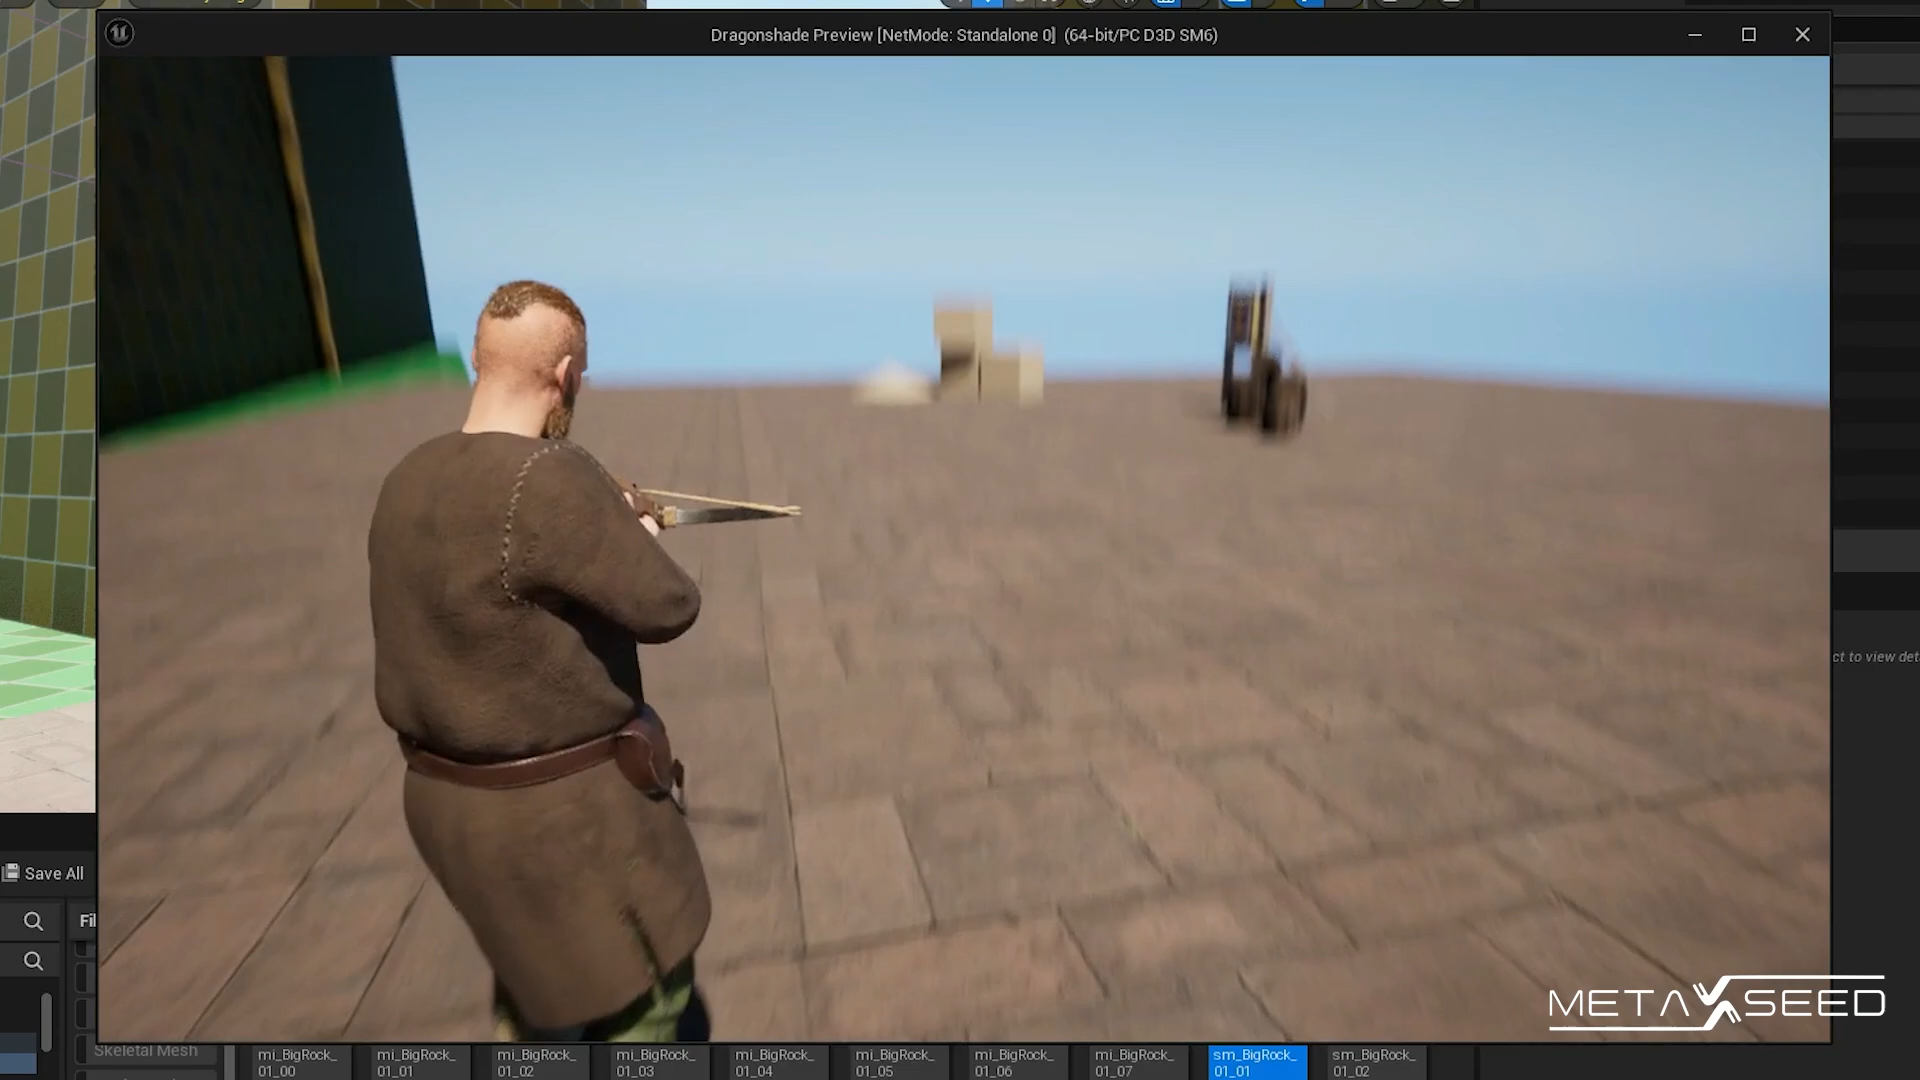 Dragonshade Preview [NetMode: Standalone 0] (64-bit/PC D3D SM6)
ct to view det
Save All
Fil
Skeletal Mesh
mi_BigRock_
01_00
mi_BigRock_
01_01
mi_BigRock_
01_02
mi_BigRock_
01_03
mi_BigRock_
01_04
mi_BigRock_
01_05
mi_BigRock_
01_06
mi_BigRock_
01_07
sm_BigRock_
01_01
sm_BigRock_
01_02
METAXSEED